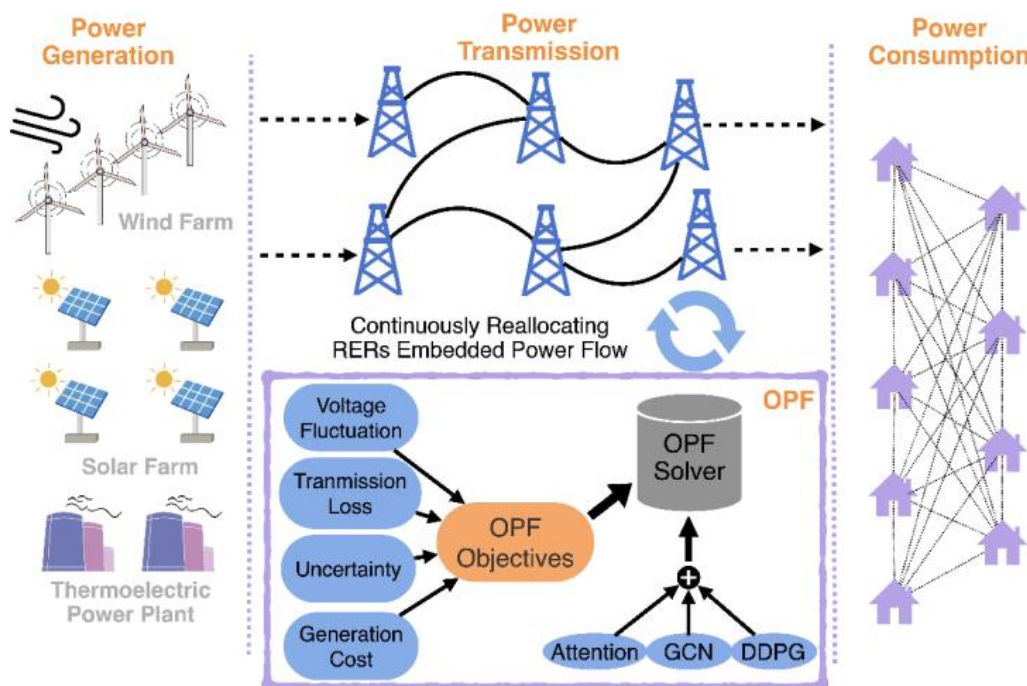 Power
Generation
Wind Farm
Solar Farm
Thermoelectric
Power Plant
Power
Transmission
Continuously Reallocating
RERs Embedded Power Flow
OPF
Voltage
Fluctuation
Tranmission
Loss
Uncertainty
Generation
Cost
OPF
Objectives
OPF
Solver
Attention
GCN
DDPG
Power
Consumption